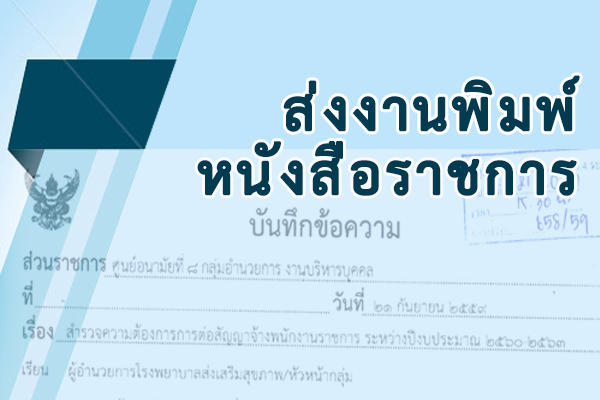 ส่งงานพิมพ์
หนังสือราชการ
บันทึกข้อความ
658/59
ส่วนราชการ ศูนย์อนามัยที่ ๘ กลุ่มอำนวยการ งานบริหารบุคคล
ที่ วันที่ ๒๑ กันยายน ๒๕๕๙
เรื่อง สำรวจความต้องการการต่อสัญญาจ้างพนักงานราชการ ระหว่างปีงบประมาณ ๒๕๖๐-๒๕๖๓
เรียน ผู้อำนวยการโรงพยาบาลส่งเสริมสุขภาพ/หัวหน้ากลุ่ม